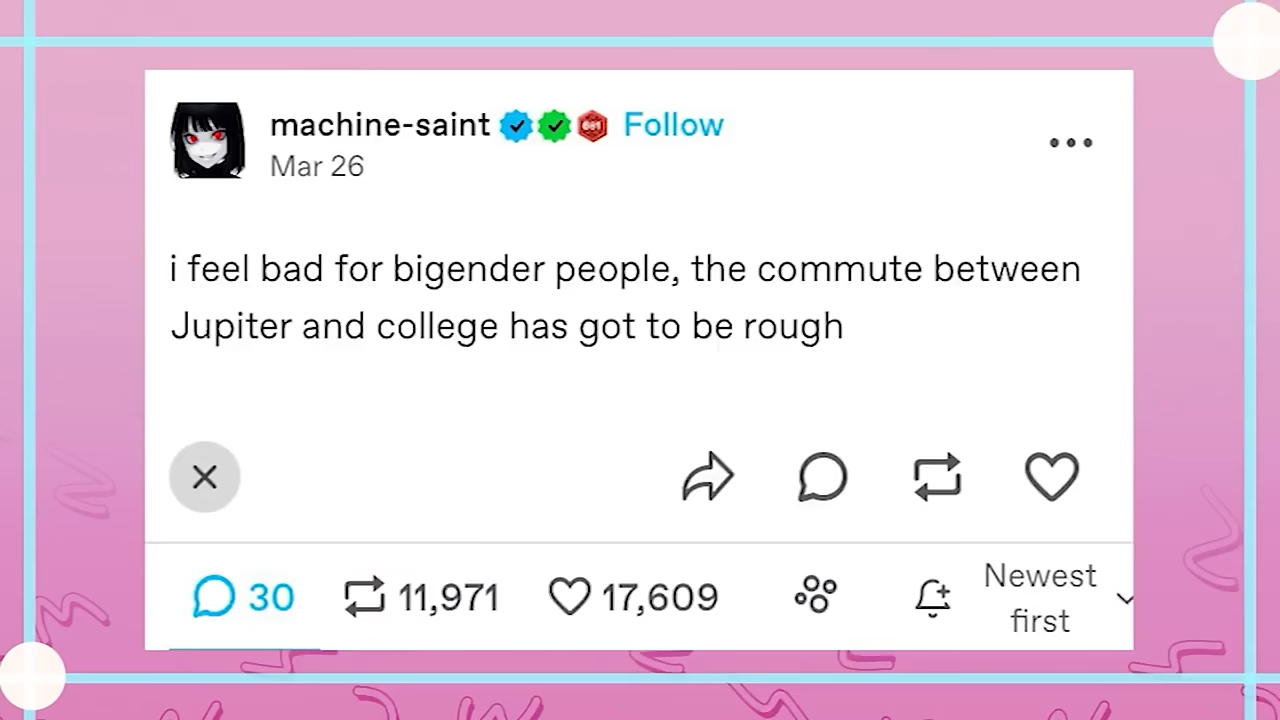 machine-saint Follow
Mar 26
i feel bad for bigender people, the commute between
Jupiter and college has got to be rough
30 11,971 17,609 Newest
first